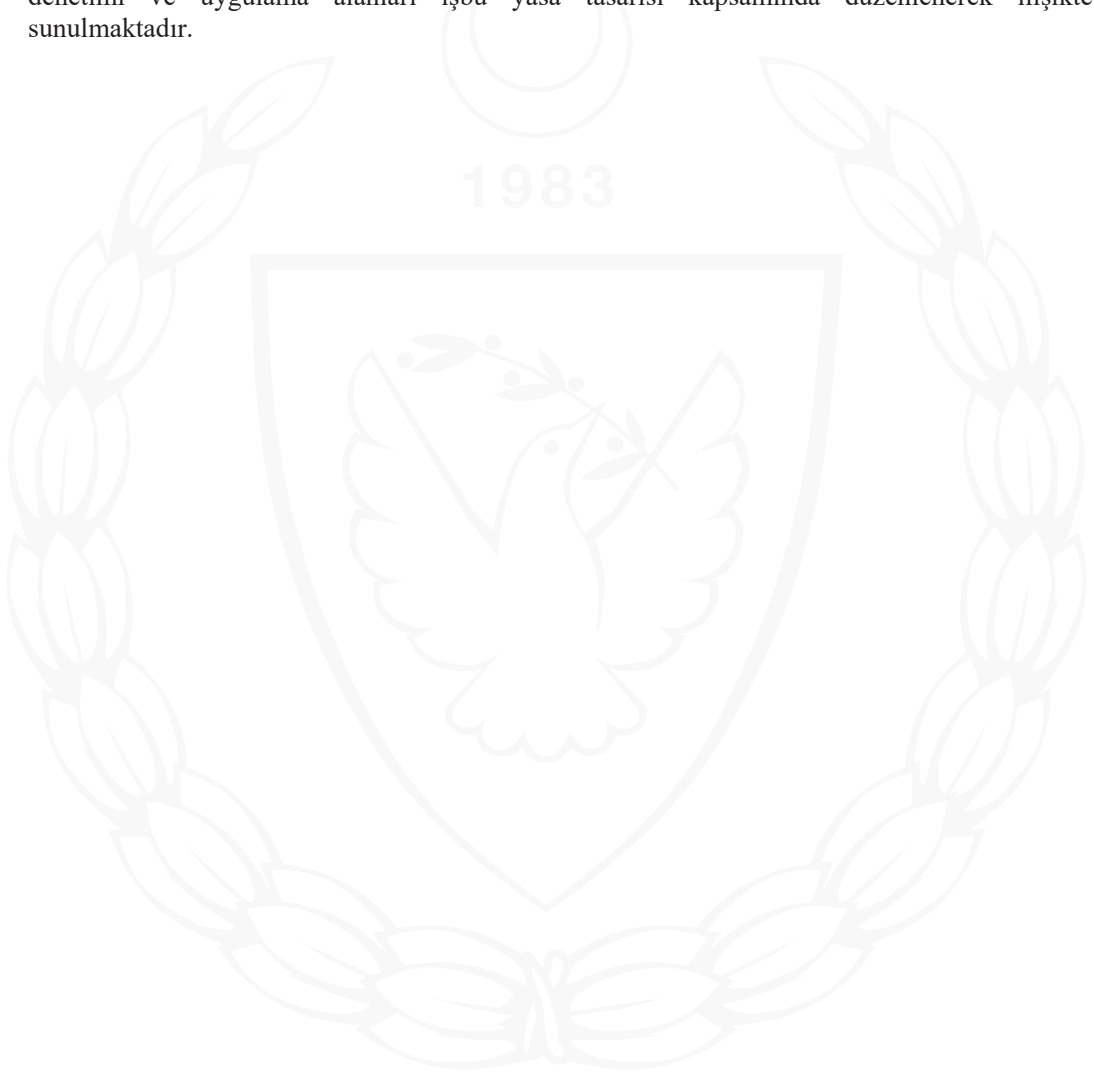 denetimi ve uygulama alanları işbu yasa tasarısı kapsamında düzenlenerek ilişikte
sunulmaktadır.
1983